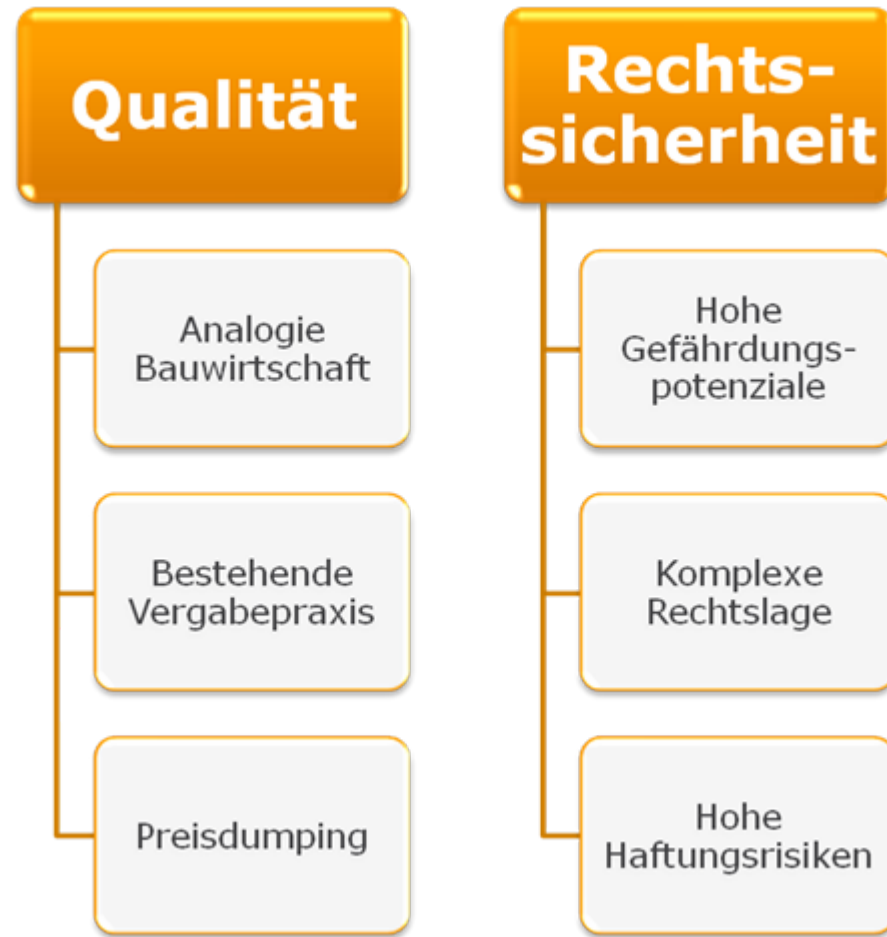 Qualität
Analogie
Bauwirtschaft
Bestehende
Vergabepraxis
Preisdumping
Rechts-
sicherheit
Hohe
Gefährdungs-
potenziale
Komplexe
Rechtslage
Hohe
Haftungsrisiken